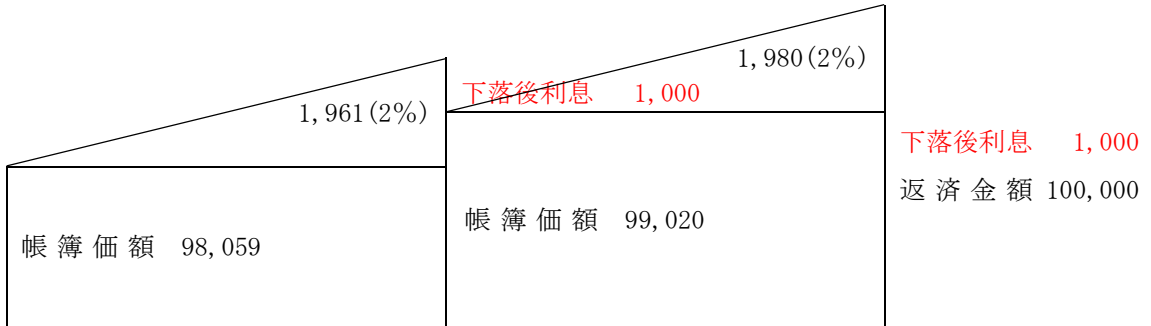 1,980(2%)
下落後利息 1,000
1,961(2%)
下落後利息 1,000
返済金額 100,000
帳簿価額 99,020
帳簿価額 98,059